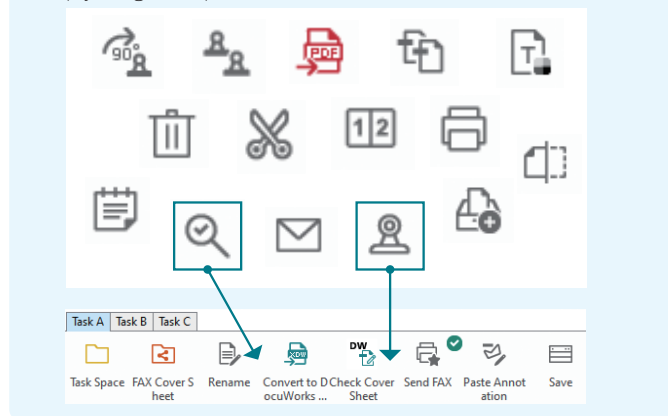 90°
PDF
T
1 2
Task A Task B Task C
XDW
DW
Task Space FAX Cover S Rename Convert to D Check Cover Send FAX Paste Annot Save
heet ocuWorks ... Sheet ation